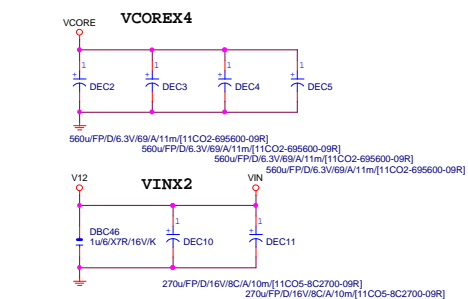 VCOREX4
VCORE
1 1 1 1
+ + + +
DEC2 DEC3 DEC4 DEC5
560u/FP/D/6.3V/69/A/11m/[11CO2-695600-09R]
560u/FP/D/6.3V/69/A/11m/[11CO2-695600-09R]
560u/FP/D/6.3V/69/A/11m/[11CO2-695600-09R]
560u/FP/D/6.3V/69/A/11m/[11CO2-695600-09R]
V12 VINX2 VIN
1 1
DBC46
1u/6/X7R/16V/K
+ +
DEC10 DEC11
270u/FP/D/16V/8C/A/10m/[11CO5-8C2700-09R]
270u/FP/D/16V/8C/A/10m/[11CO5-8C2700-09R]